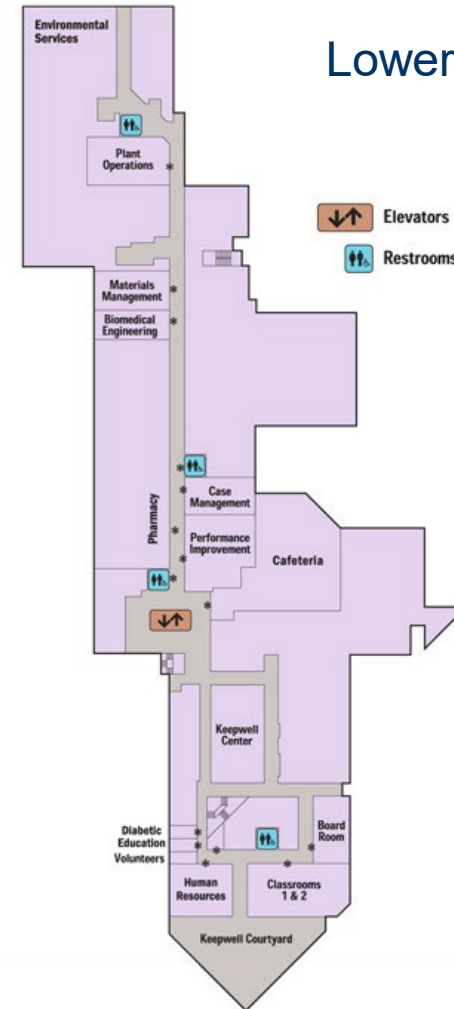 Environmental
Services
Lower
Plant
Operations
Elevators
Restrooms
Materials
Management
Biomedical
Engineering
Case
Management
Pharmacy
Performance
Improvement
Cafeteria
Keepwell
Center
Diabetic
Education
Volunteers
Board
Room
Human
Resources
Classrooms
1 & 2
Keepwell Courtyard